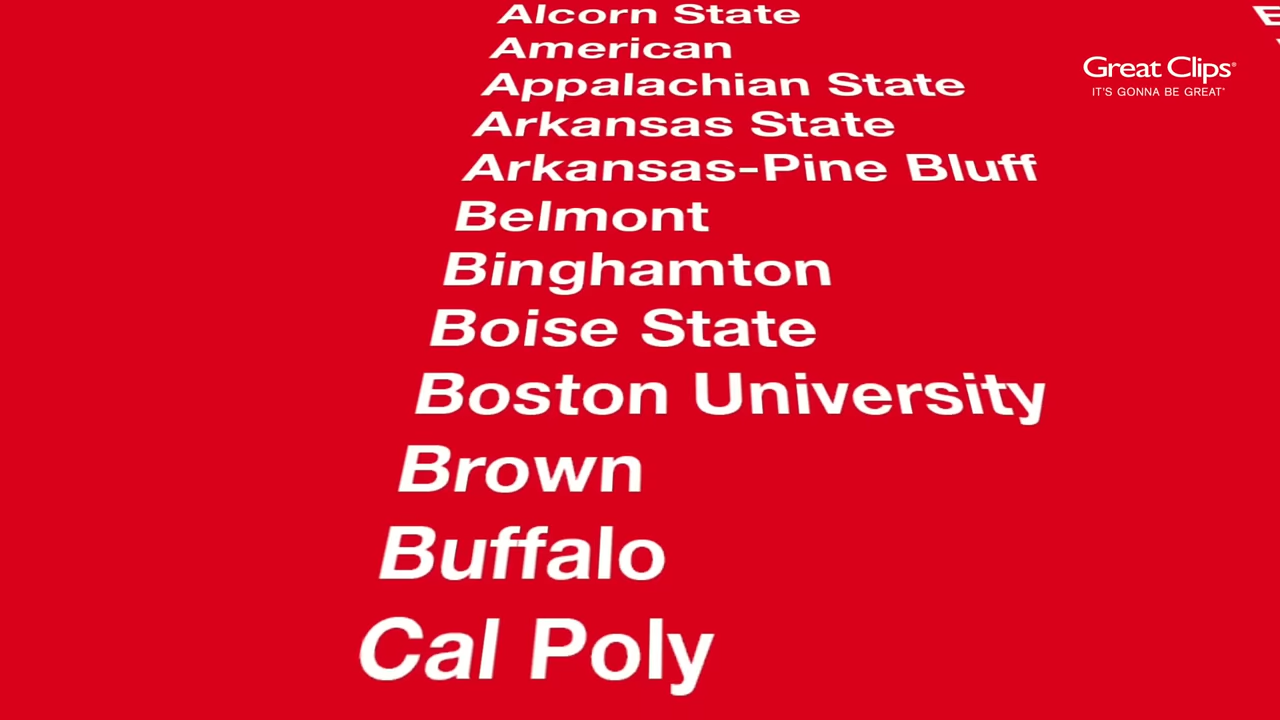 Alcorn State
American
Appalachian State
Arkansas State
Arkansas-Pine Bluff
Belmont
Binghamton
Boise State
Boston University
Brown
Buffalo
Cal Poly
Great Clips®
IT'S GONNA BE GREAT®